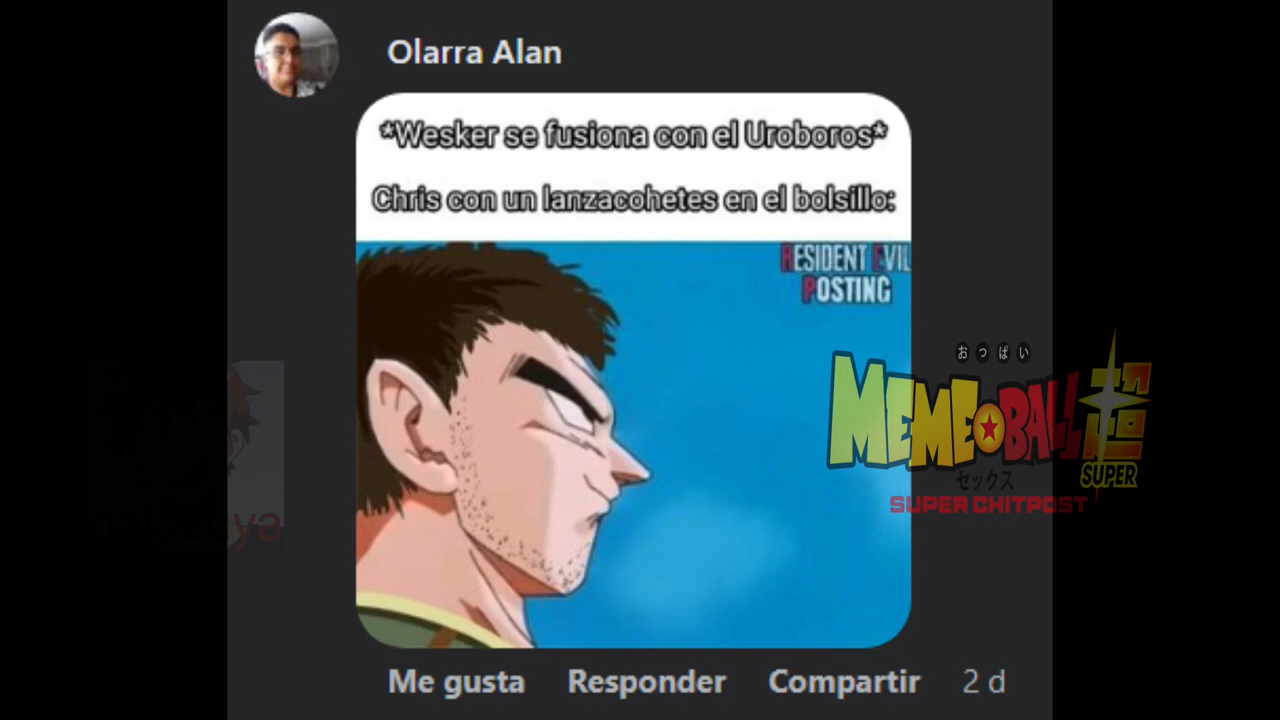 Olarra Alan
*Wesker se fusiona con el Uroboros*
Chris con un lanzacohetes en el bolsillo:
RESIDENT EVIL
POSTING
おっぱい
MEME BALL 超
SUPER
セックス
SUPER CHITPOST
Me gusta Responder Compartir 2 d